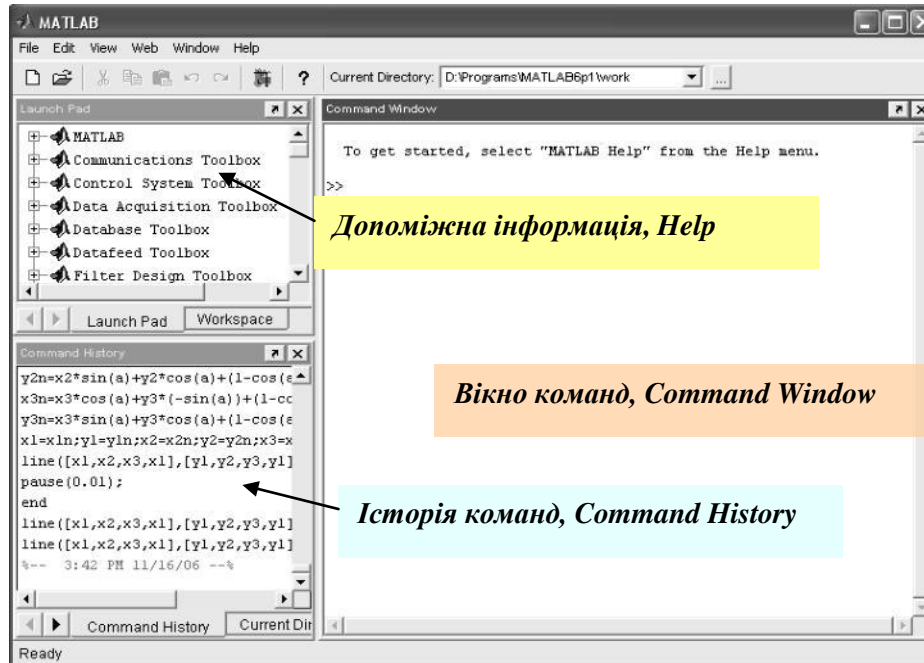 MATLAB
File Edit View Web Window Help
? Current Directory: D:\Programs\MATLAB6p1\work ...
Launch Pad
MATLAB
Communications Toolbox
Control System Toolbox
Data Acquisition Toolbox
Database Toolbox
Datafeed Toolbox
Filter Design Toolbox
Launch Pad Workspace
Command Window
To get started, select "MATLAB Help" from the Help menu.
>>
Допоміжна інформація, Help
Вікно команд, Command Window
Command History
y2n=x2*sin(a)+y2*cos(a)+(1-cos(
x3n=x3*cos(a)+y3*(-sin(a))+(1-cc
y3n=x3*sin(a)+y3*cos(a)+(1-cos(
x1=x1n;y1=y1n;x2=x2n;y2=y2n;x3=x
line([x1,x2,x3,x1],[y1,y2,y3,y1]
pause(0.01);
end
line([x1,x2,x3,x1],[y1,y2,y3,y1]
line([x1,x2,x3,x1],[y1,y2,y3,y1]
%-- 3:42 PM 11/16/06 --%
Історія команд, Command History
Command History Current Dir
Ready